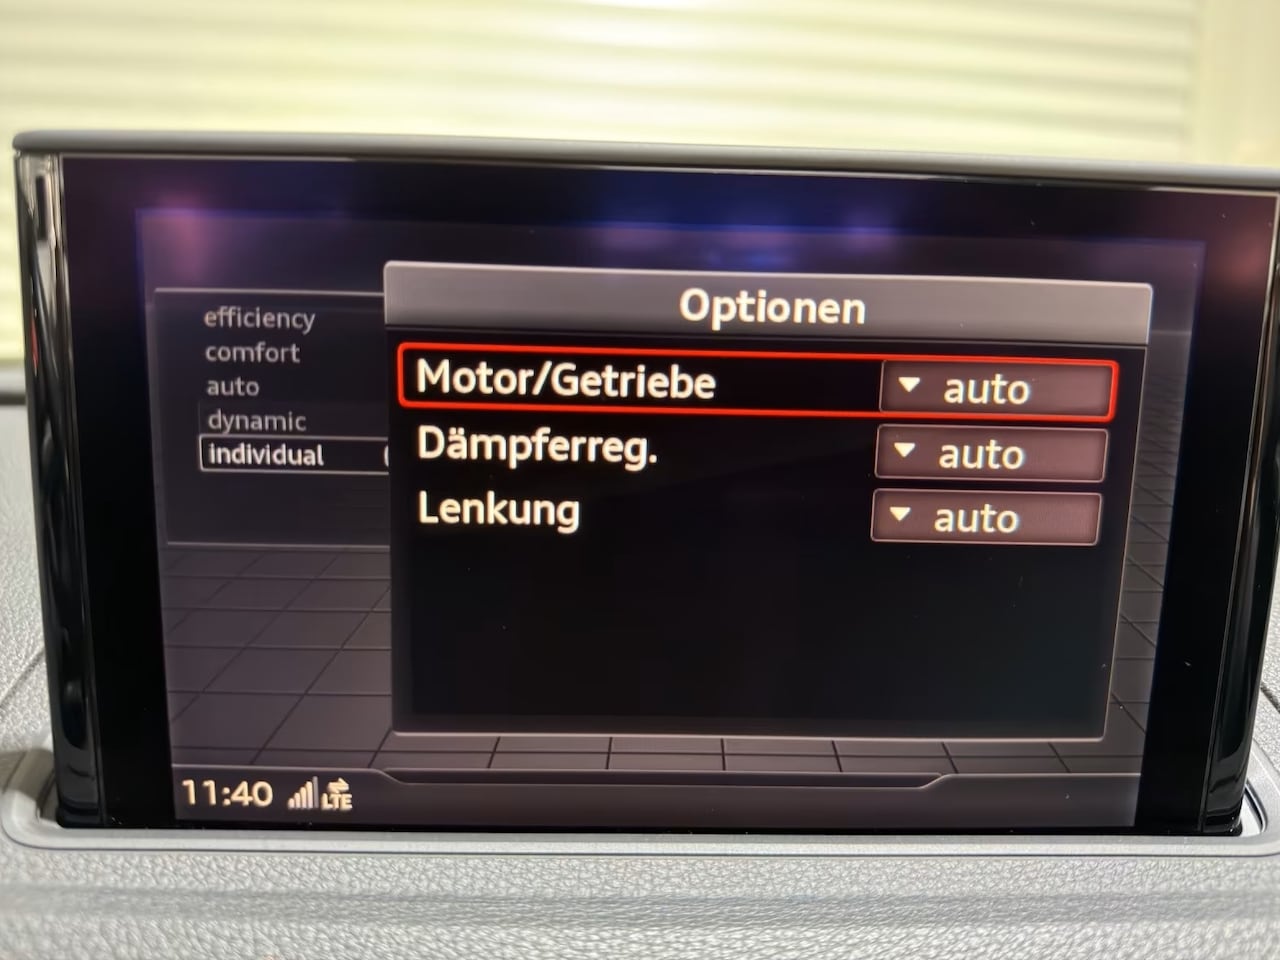 Optionen
efficiency
comfort
auto
dynamic
individual
Motor/Getriebe auto
Dämpferreg. auto
Lenkung auto
11:40 LTE